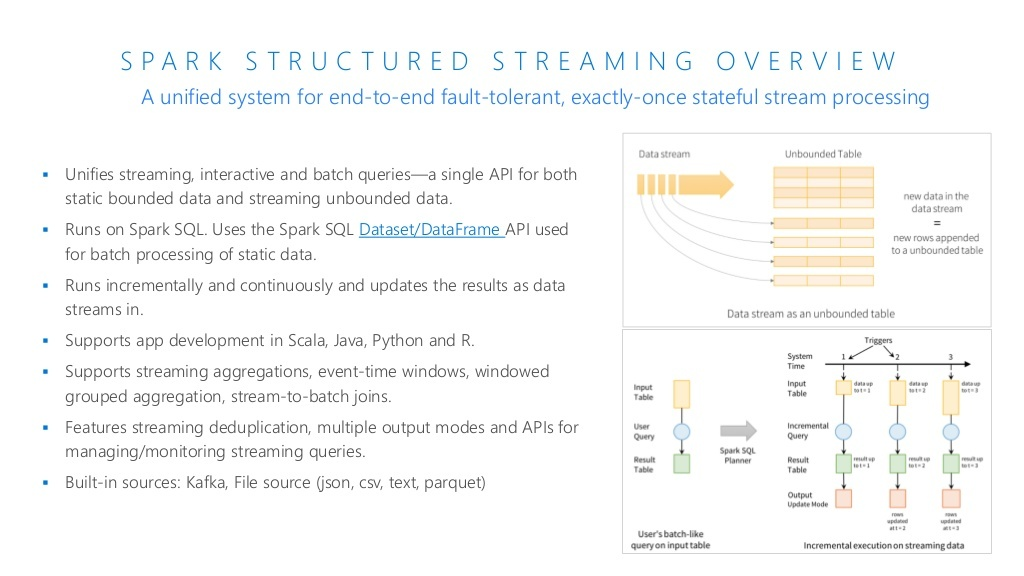 SPARK STRUCTURED STREAMING OVERVIEW
A unified system for end-to-end fault-tolerant, exactly-once stateful stream processing
▪ Unifies streaming, interactive and batch queries—a single API for both
static bounded data and streaming unbounded data.
▪ Runs on Spark SQL. Uses the Spark SQL Dataset/DataFrame API used
for batch processing of static data.
▪ Runs incrementally and continuously and updates the results as data
streams in.
▪ Supports app development in Scala, Java, Python and R.
▪ Supports streaming aggregations, event-time windows, windowed
grouped aggregation, stream-to-batch joins.
▪ Features streaming deduplication, multiple output modes and APIs for
managing/monitoring streaming queries.
▪ Built-in sources: Kafka, File source (json, csv, text, parquet)
Data stream
Unbounded Table
new data in the
data stream
=
new rows appended
to a unbounded table
Data stream as an unbounded table
Input
Table
User
Query
Result
Table
Spark SQL
Planner
User's batch-like
query on input table
Triggers
System
Time
1
2
3
Input
Table
data up
to t = 1
data up
to t = 2
data up
to t = 3
Incremental
Query
Result
Table
result up
to t = 1
result up
to t = 2
result up
to t = 3
Output
Update Mode
rows
updated
at t = 2
rows
updated
at t = 3
Incremental execution on streaming data